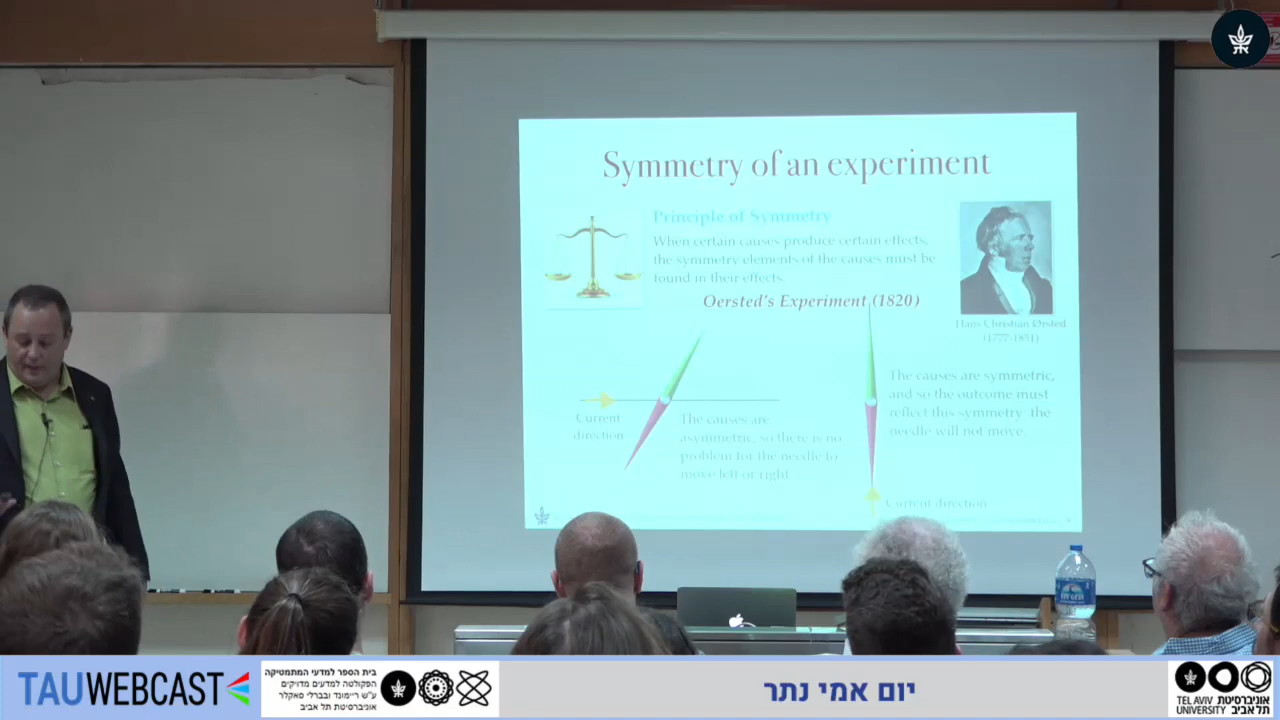 Symmetry of an experiment
Principle of Symmetry
When certain causes produce certain effects,
the symmetry elements of the causes must be
found in their effects.
Oersted's Experiment (1820)
Hans Christian Ørsted
(1777-1851)
Current
direction
The causes are
asymmetric, so there is no
problem for the needle to
move left or right
The causes are symmetric,
and so the outcome must
reflect this symmetry: the
needle will not move.
Current direction
TAUWEBCAST
בית הספר למדעי המתמטיקה
הפקולטה למדעים מדויקים
ע"ש ריימונד ובברלי סאקלר
אוניברסיטת תל אביב
יום אמי נתר
TEL AVIV
UNIVERSITY
אוניברסיטת
תל אביב